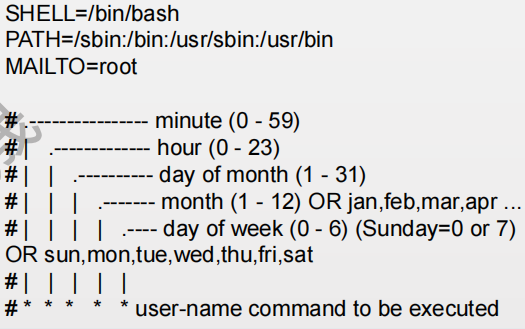 SHELL=/bin/bash
PATH=/sbin:/bin:/usr/sbin:/usr/bin
MAILTO=root
# .---------------- minute (0 - 59)
# | .------------- hour (0 - 23)
# | | .---------- day of month (1 - 31)
# | | | .------- month (1 - 12) OR jan,feb,mar,apr ...
# | | | | .---- day of week (0 - 6) (Sunday=0 or 7)
OR sun,mon,tue,wed,thu,fri,sat
# | | | | |
# * * * * * user-name command to be executed